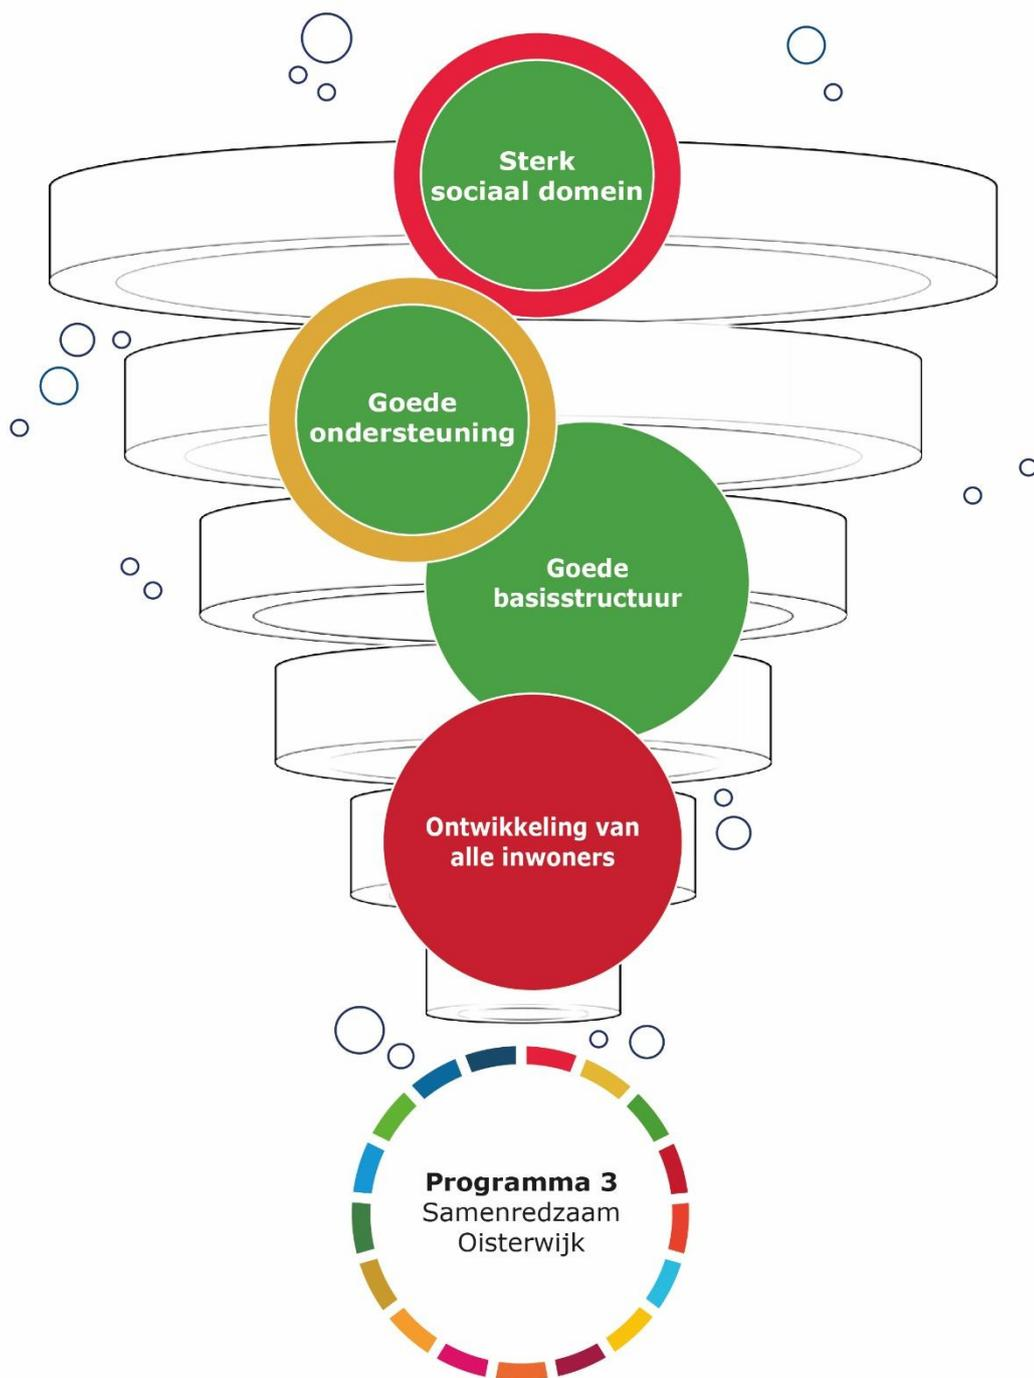 Sterk
sociaal domein
Goede
ondersteuning
Goede
basisstructuur
Ontwikkeling van
alle inwoners
Programma 3
Samenredzaam
Oisterwijk